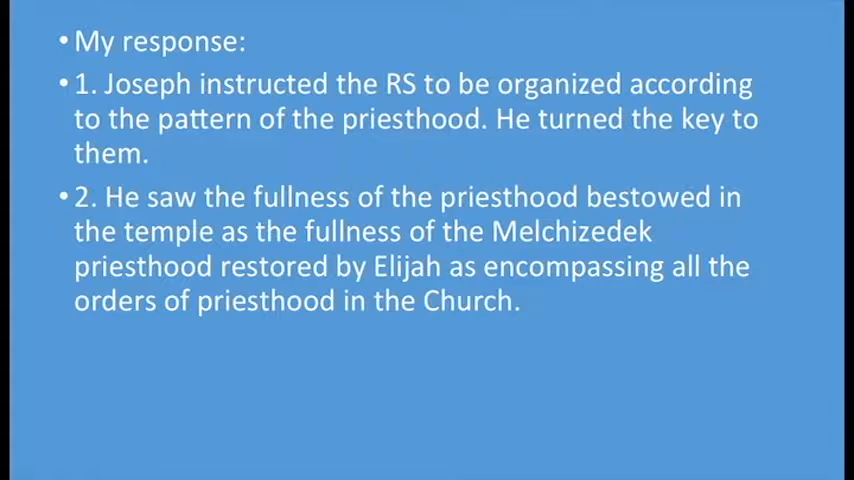 • My response:
• 1. Joseph instructed the RS to be organized according
to the pattern of the priesthood. He turned the key to
them.
• 2. He saw the fullness of the priesthood bestowed in
the temple as the fullness of the Melchizedek
priesthood restored by Elijah as encompassing all the
orders of priesthood in the Church.